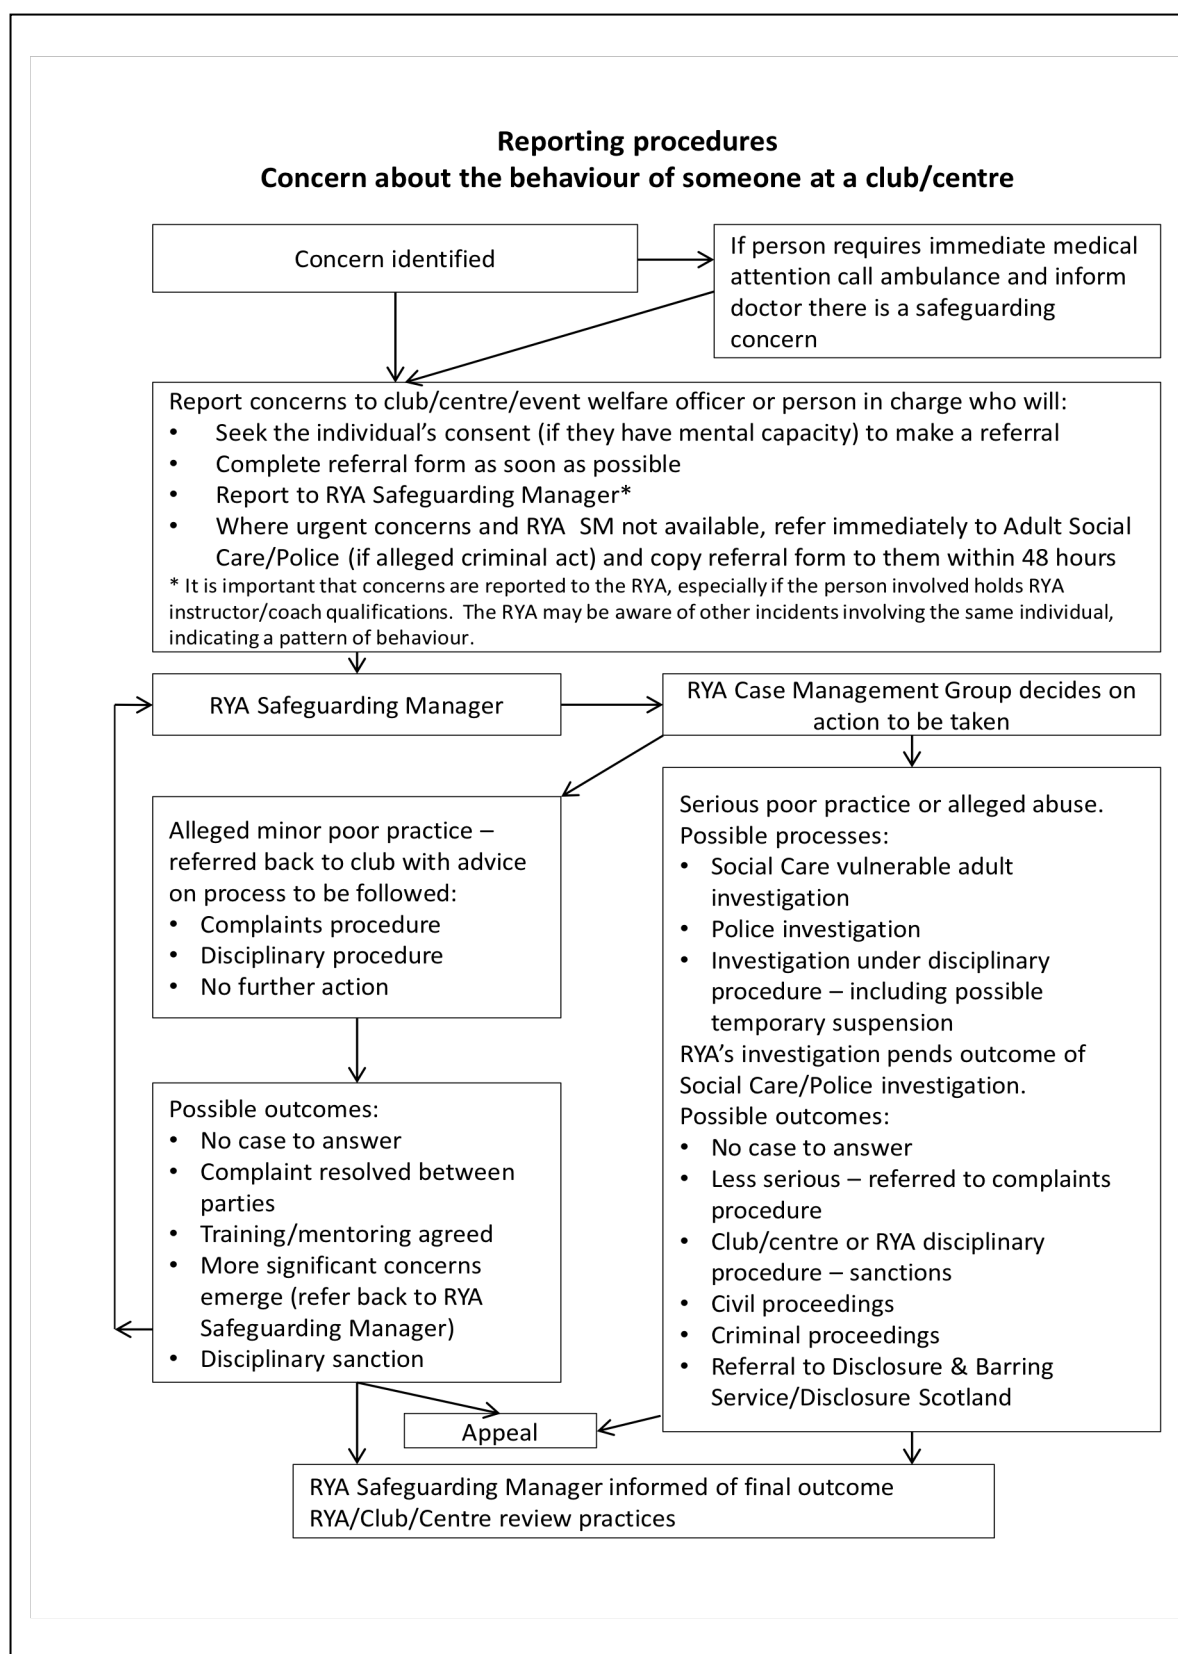 Reporting procedures
Concern about the behaviour of someone at a club/centre
Concern identified
If person requires immediate medical
attention call ambulance and inform
doctor there is a safeguarding
concern
Report concerns to club/centre/event welfare officer or person in charge who will:
• Seek the individual’s consent (if they have mental capacity) to make a referral
• Complete referral form as soon as possible
• Report to RYA Safeguarding Manager*
• Where urgent concerns and RYA  SM not available, refer immediately to Adult Social
Care/Police (if alleged criminal act) and copy referral form to them within 48 hours
* It is important that concerns are reported to the RYA, especially if the person involved holds RYA
instructor/coach qualifications.  The RYA may be aware of other incidents involving the same individual,
indicating a pattern of behaviour.
RYA Safeguarding Manager
RYA Case Management Group decides on
action to be taken
Alleged minor poor practice –
referred back to club with advice
on process to be followed:
• Complaints procedure
• Disciplinary procedure
• No further action
Serious poor practice or alleged abuse.
Possible processes:
• Social Care vulnerable adult
investigation
• Police investigation
• Investigation under disciplinary
procedure – including possible
temporary suspension
RYA’s investigation pends outcome of
Social Care/Police investigation.
Possible outcomes:
• No case to answer
• Less serious – referred to complaints
procedure
• Club/centre or RYA disciplinary
procedure – sanctions
• Civil proceedings
• Criminal proceedings
• Referral to Disclosure & Barring
Service/Disclosure Scotland
Possible outcomes:
• No case to answer
• Complaint resolved between
parties
• Training/mentoring agreed
• More significant concerns
emerge (refer back to RYA
Safeguarding Manager)
• Disciplinary sanction
Appeal
RYA Safeguarding Manager informed of final outcome
RYA/Club/Centre review practices